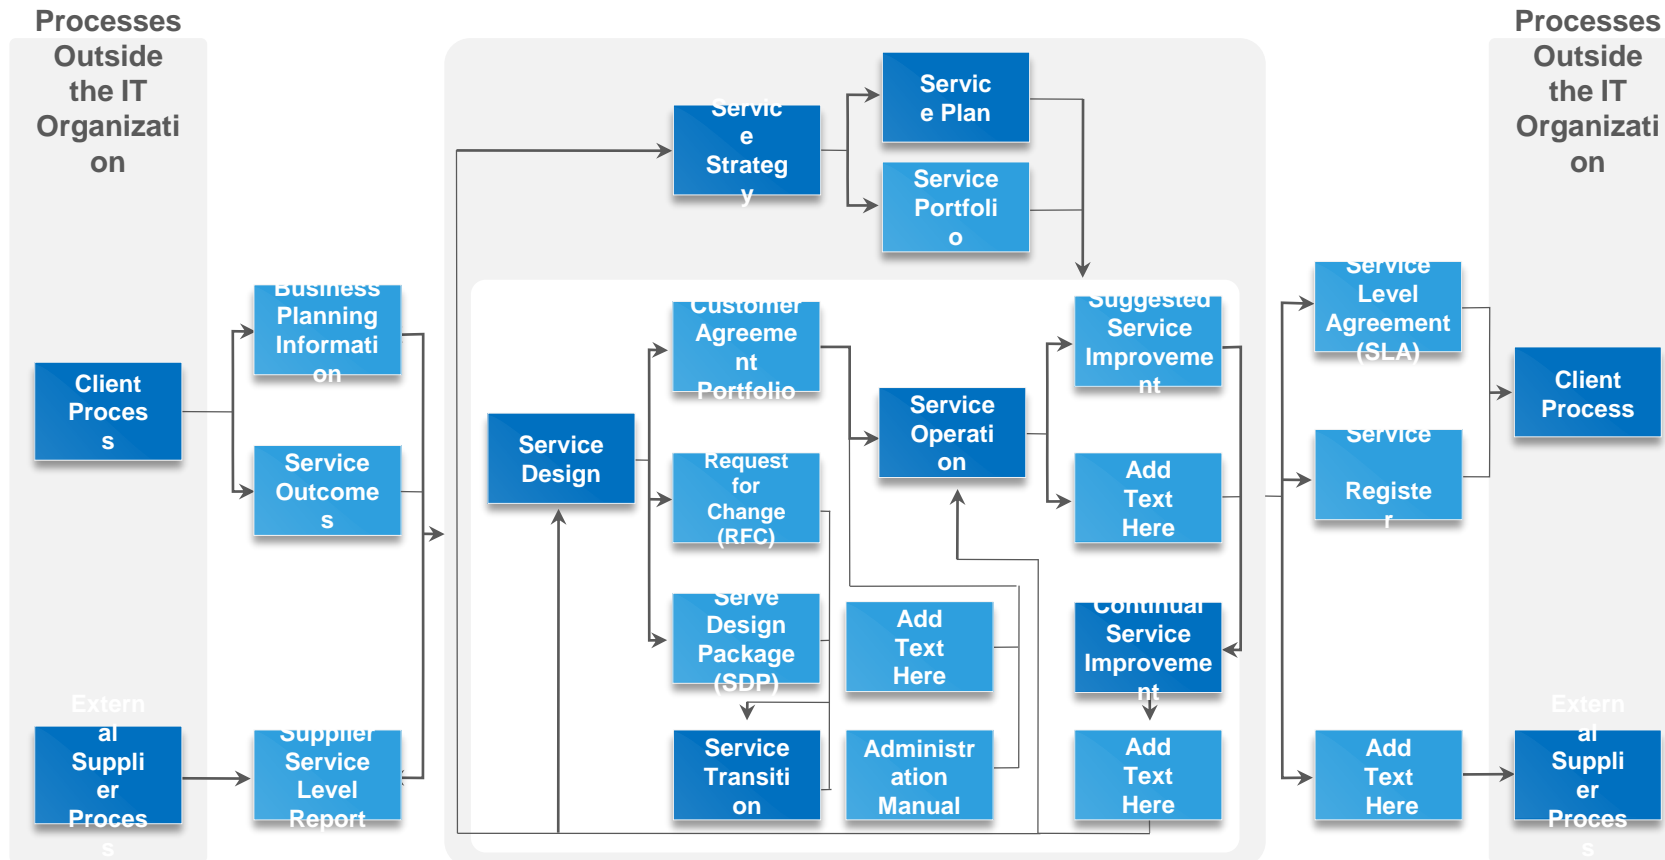 Processes
Outside
the IT
Organizati
on
Client
Proces
s
Extern
al
Suppli
er
Proces
s
Business
Planning
Informati
on
Service
Outcome
s
Supplier
Service
Level
Report
Servic
e
Strateg
y
Servic
e Plan
Service
Portfoli
o
Service
Design
Customer
Agreeme
nt
Portfolio
Request
for
Change
(RFC)
Serve
Design
Package
(SDP)
Service
Transiti
on
Add
Text
Here
Administr
ation
Manual
Service
Operati
on
Suggested
Service
Improveme
nt
Add
Text
Here
Continual
Service
Improveme
nt
Add
Text
Here
Service
Level
Agreement
(SLA)
Service
Registe
r
Add
Text
Here
Processes
Outside
the IT
Organizati
on
Client
Process
Extern
al
Suppli
er
Proces
s